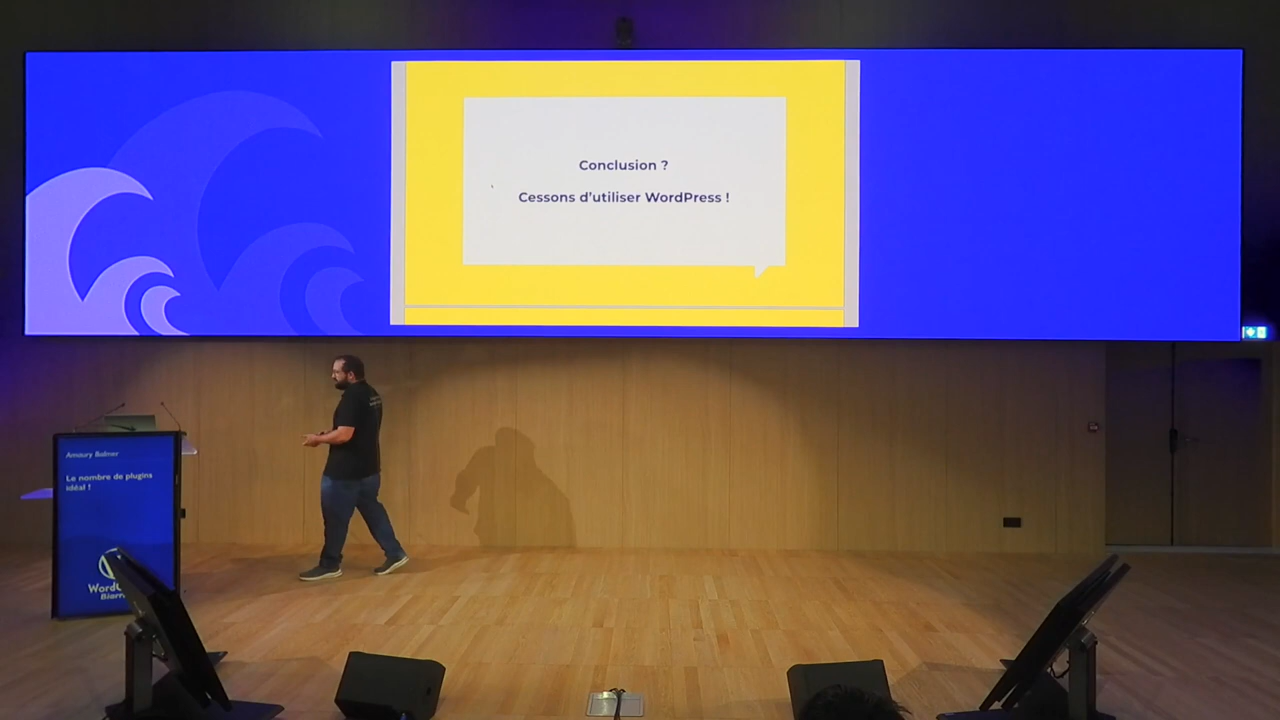 Conclusion ?
Cessons d'utiliser WordPress !
Amaury Balmer
Le nombre de plugins
idéal !